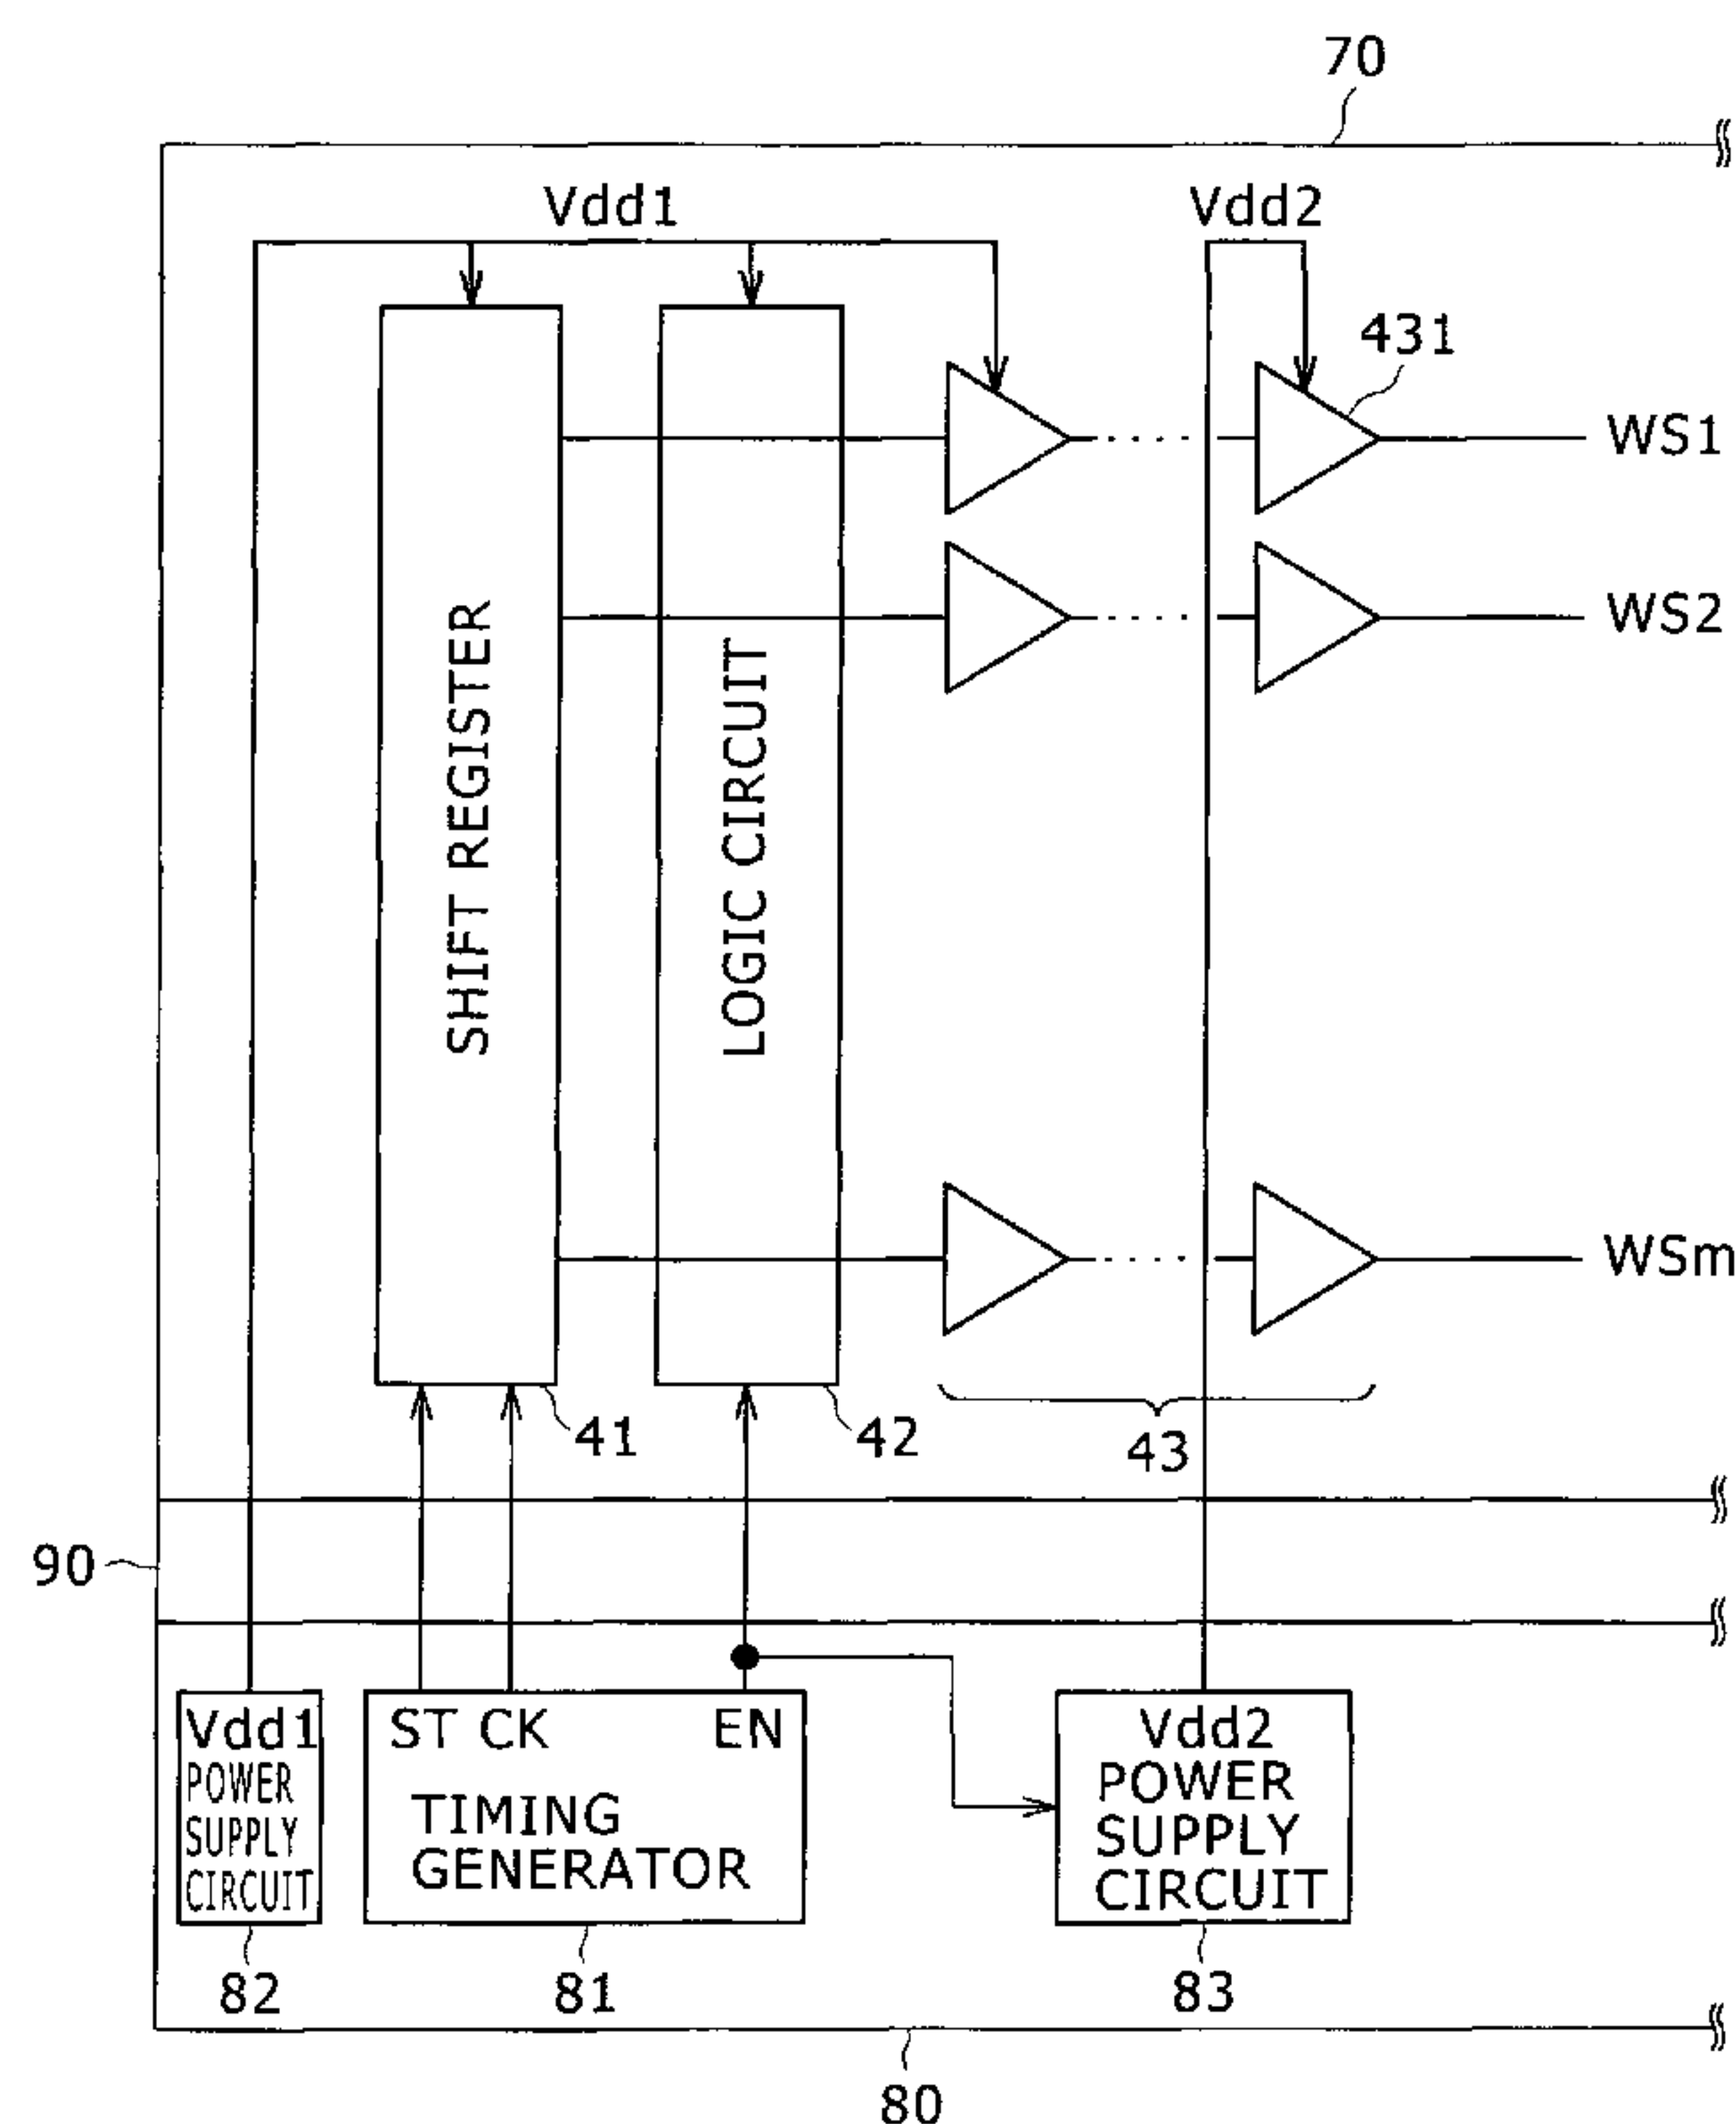 70
Vdd1
Vdd2
431
WS1
WS2
SHIFT REGISTER
LOGIC CIRCUIT
WSm
41
42
43
90
Vdd1
POWER
SUPPLY
CIRCUIT
ST CK EN
TIMING
GENERATOR
Vdd2
POWER
SUPPLY
CIRCUIT
82
81
83
80